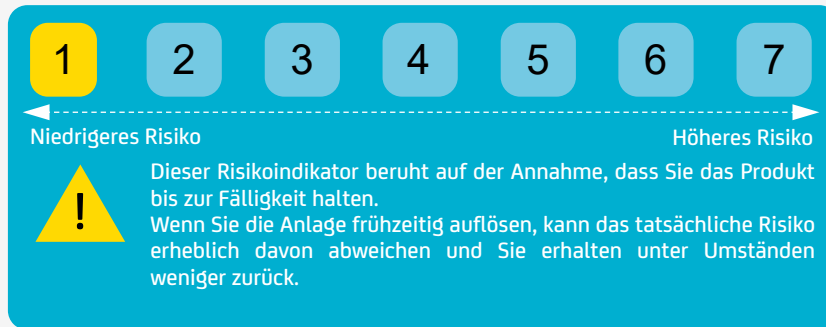 1 2 3 4 5 6 7
Niedrigeres Risiko Höheres Risiko
! Dieser Risikoindikator beruht auf der Annahme, dass Sie das Produkt
bis zur Fälligkeit halten.
Wenn Sie die Anlage frühzeitig auflösen, kann das tatsächliche Risiko
erheblich davon abweichen und Sie erhalten unter Umständen
weniger zurück.